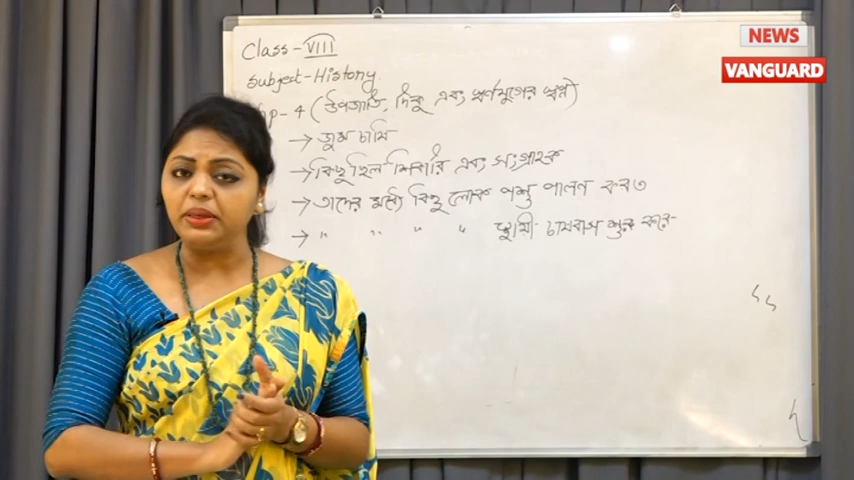 Class-VIII
Subject-History
Chp-4 (উপজাতি, দিকু এবং স্বর্ণযুগের স্বপ্ন)
→ জুম চাষি
→ কিছু ছিল শিকারি এবং সংগ্রাহক
→ তাদের মধ্যে কিছু লোক পশু পালন করত
→ " " " " স্থায়ী চাষবাস শুরু করে
NEWS
VANGUARD